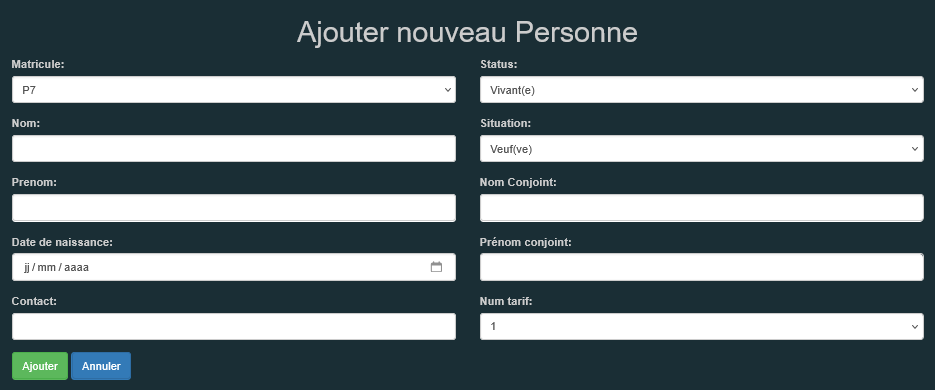 Ajouter nouveau Personne
Matricule:
P7
Nom:
Prenom:
Date de naissance:
jj / mm / aaaa
Contact:
Status:
Vivant(e)
Situation:
Veuf(ve)
Nom Conjoint:
Prénom conjoint:
Num tarif:
1
Ajouter
Annuler